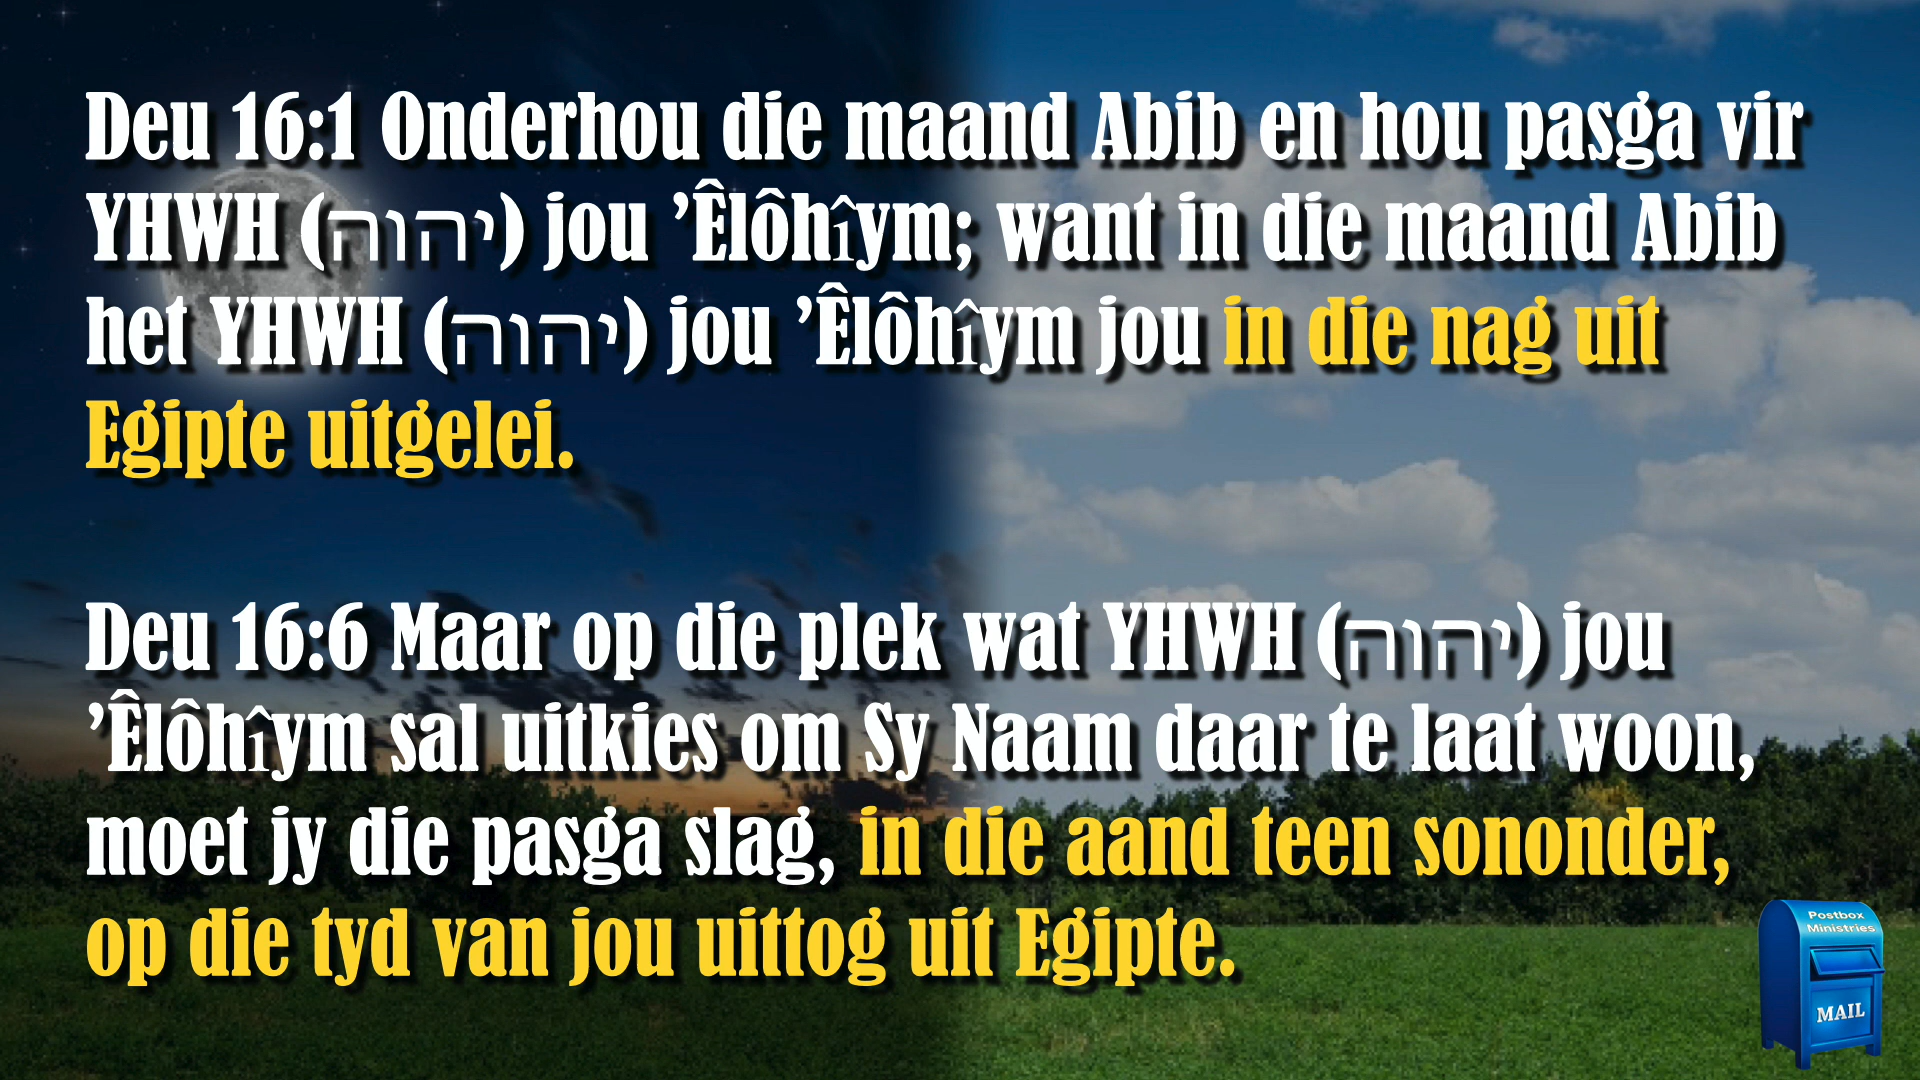 Deu 16:1 Onderhou die maand Abib en hou pasga vir
YHWH (יהוה) jou ’Êlôhîym; want in die maand Abib
het YHWH (יהוה) jou ’Êlôhîym jou in die nag uit
Egipte uitgelei.
Deu 16:6 Maar op die plek wat YHWH (יהוה) jou
’Êlôhîym sal uitkies om Sy Naam daar te laat woon,
moet jy die pasga slag, in die aand teen sononder,
op die tyd van jou uittog uit Egipte.
Postbox
Ministries
MAIL